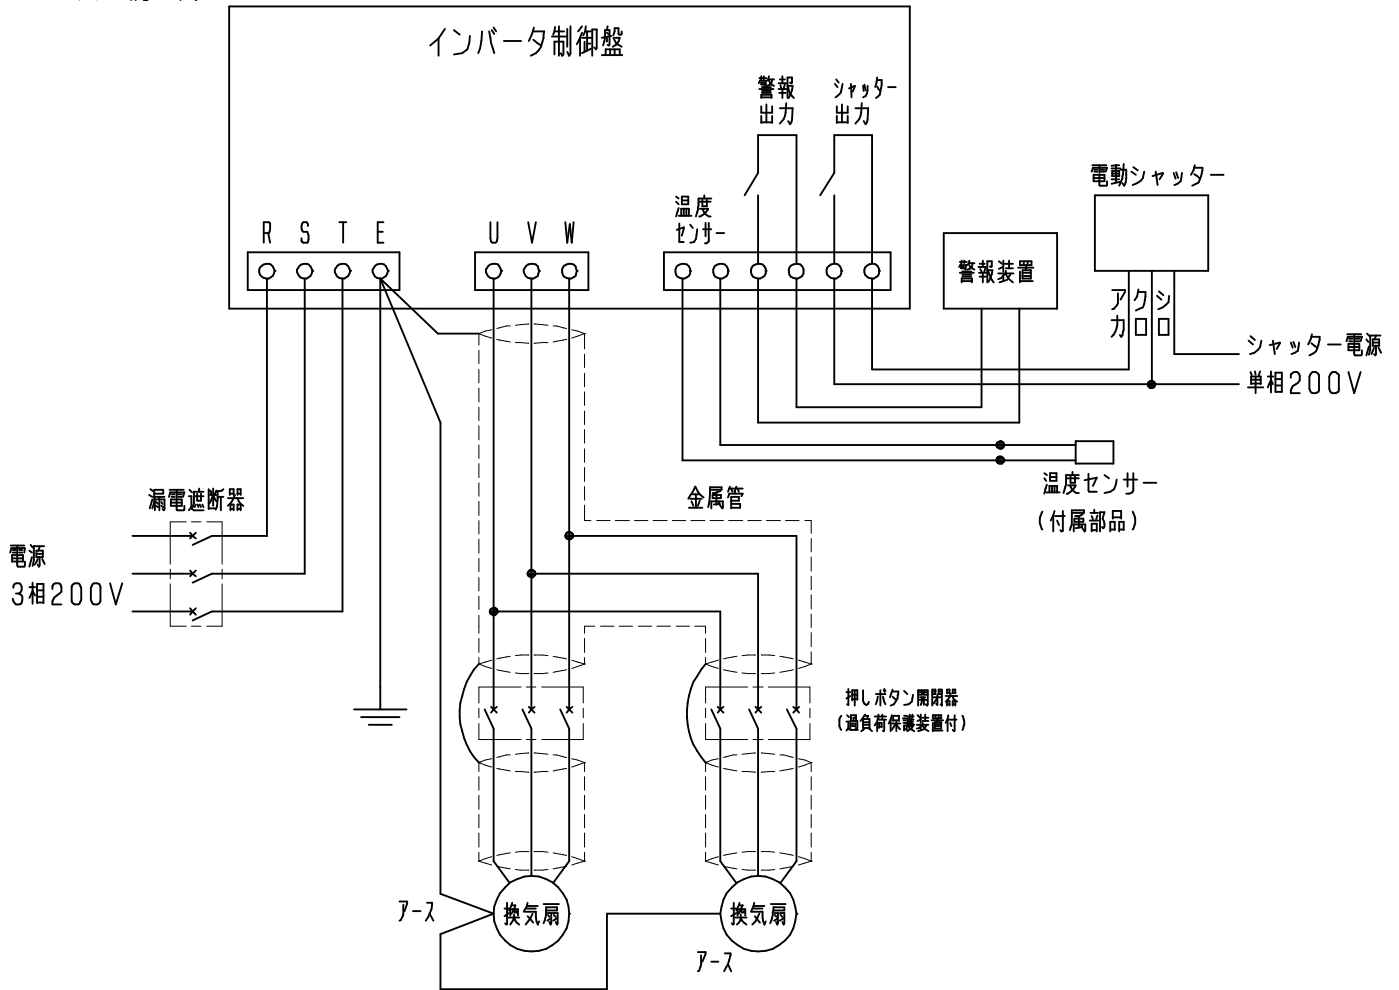 インバータ制御盤
警報
出力
シャッター
出力
電動シャッター
温度
センサー
R S T E
U V W
警報装置
アカ
クロ
シロ
シャッター電源
単相200V
漏電遮断器
金属管
温度センサー
(付属部品)
電源
3相200V
押しボタン開閉器
(過負荷保護装置付)
アース
換気扇
換気扇
アース